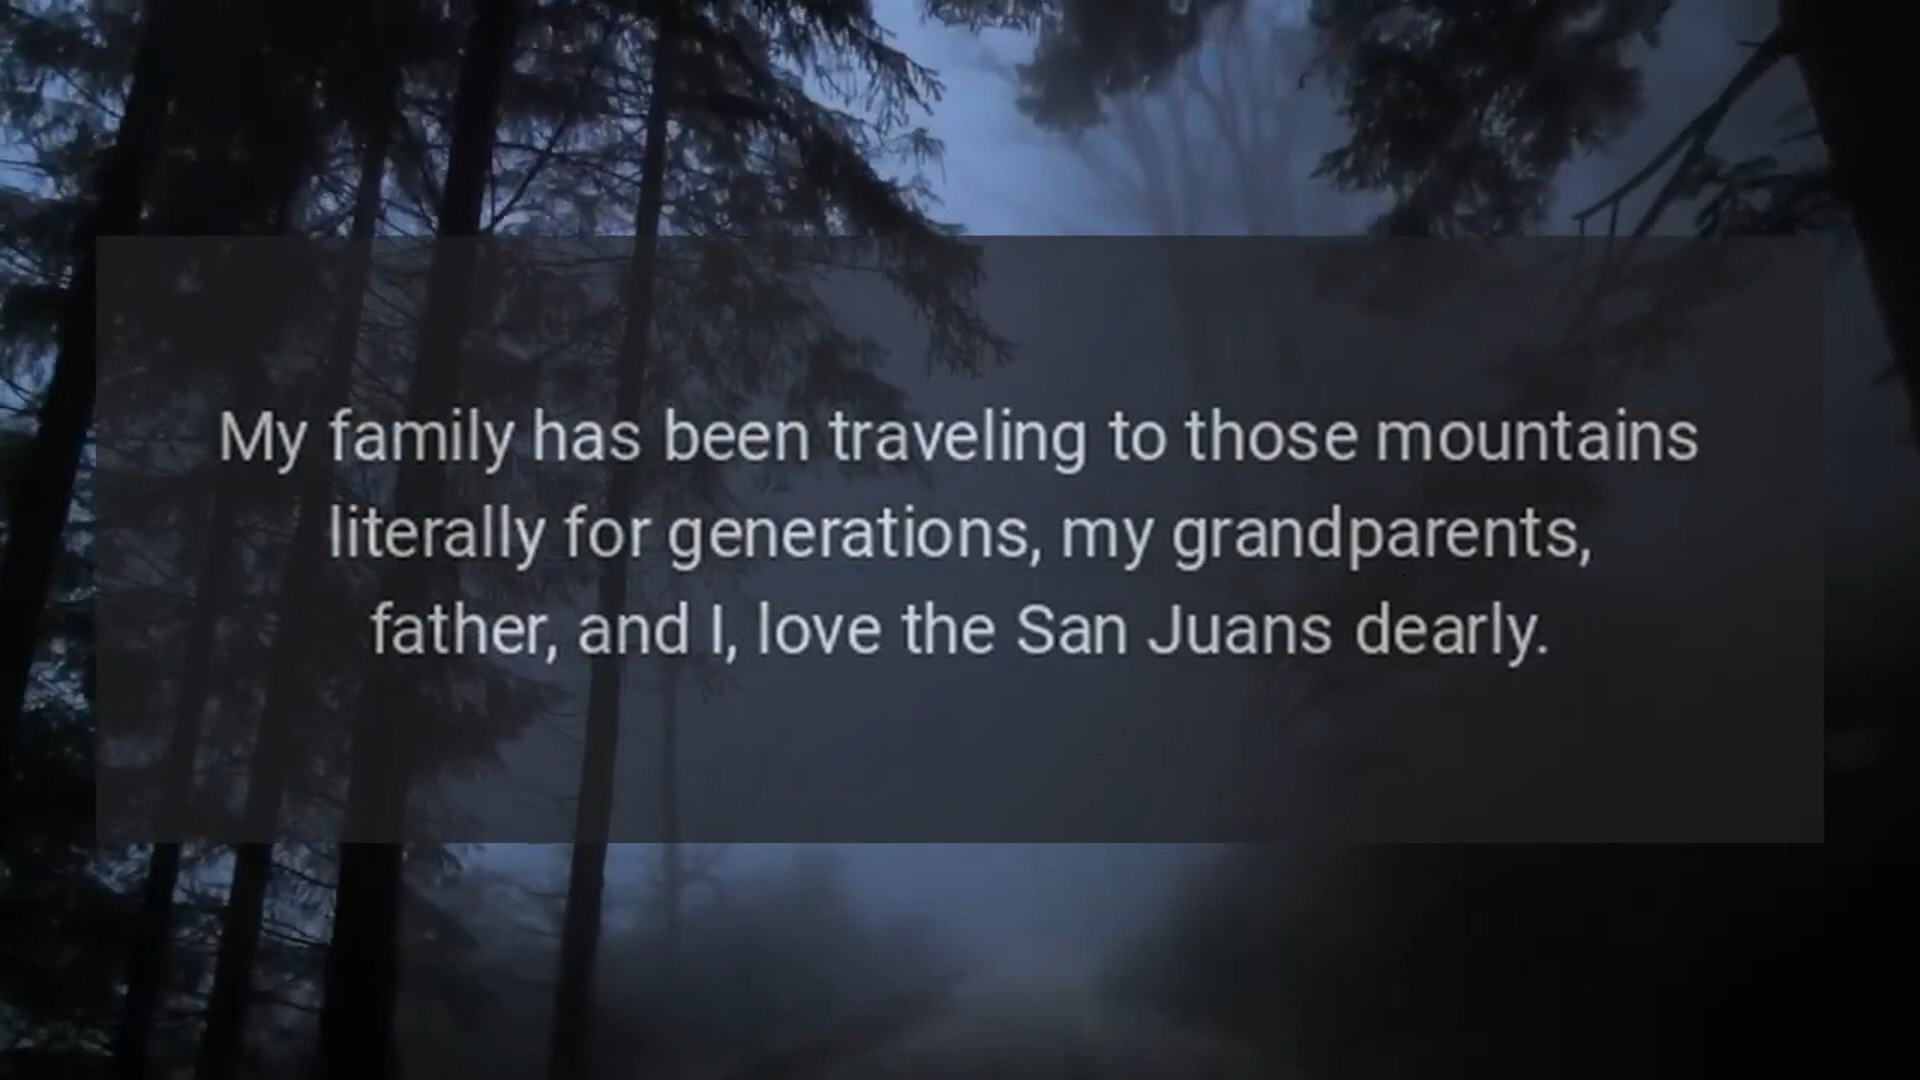 My family has been traveling to those mountains
literally for generations, my grandparents,
father, and I, love the San Juans dearly.